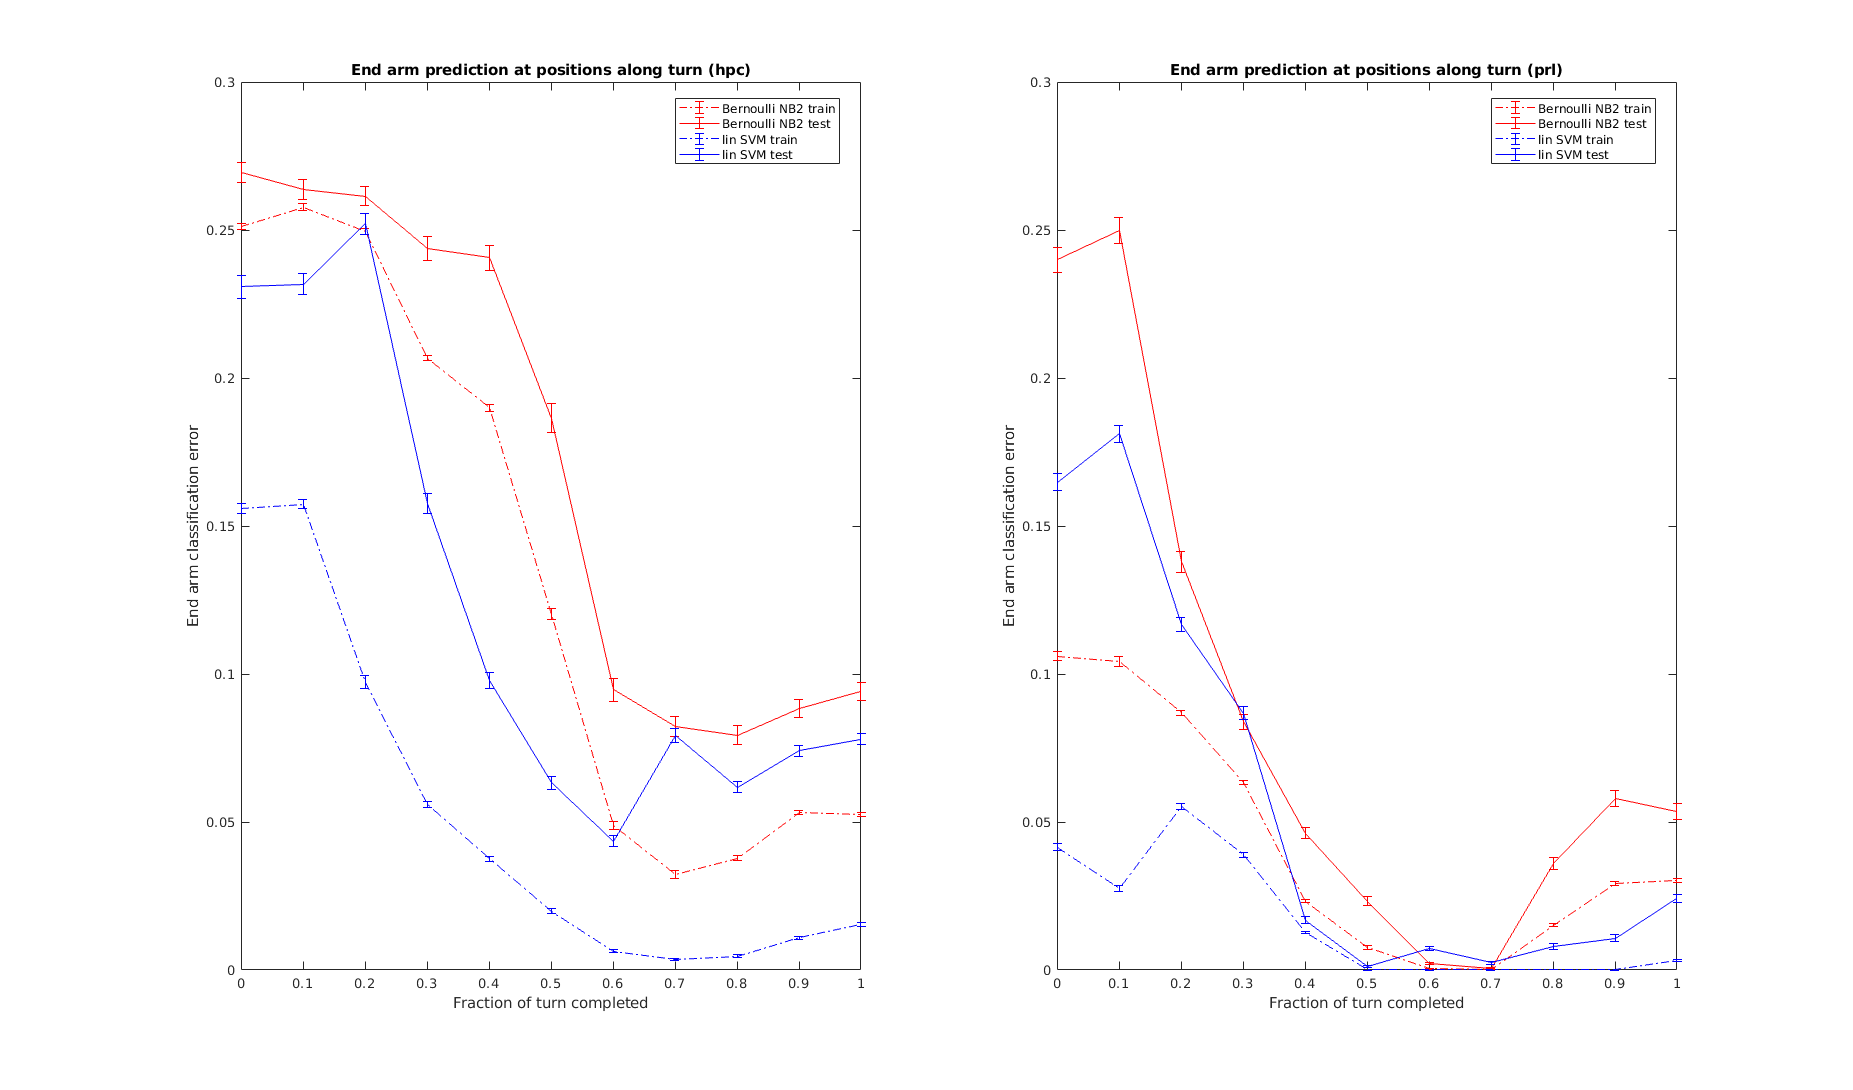 End arm prediction at positions along turn (hpc)
0.3
0.25
0.2
0.15
0.1
0.05
0
End arm classification error
Bernoulli NB2 train
Bernoulli NB2 test
lin SVM train
lin SVM test
0 0.1 0.2 0.3 0.4 0.5 0.6 0.7 0.8 0.9 1
Fraction of turn completed
End arm prediction at positions along turn (prl)
0.3
0.25
0.2
0.15
0.1
0.05
0
End arm classification error
Bernoulli NB2 train
Bernoulli NB2 test
lin SVM train
lin SVM test
0 0.1 0.2 0.3 0.4 0.5 0.6 0.7 0.8 0.9 1
Fraction of turn completed